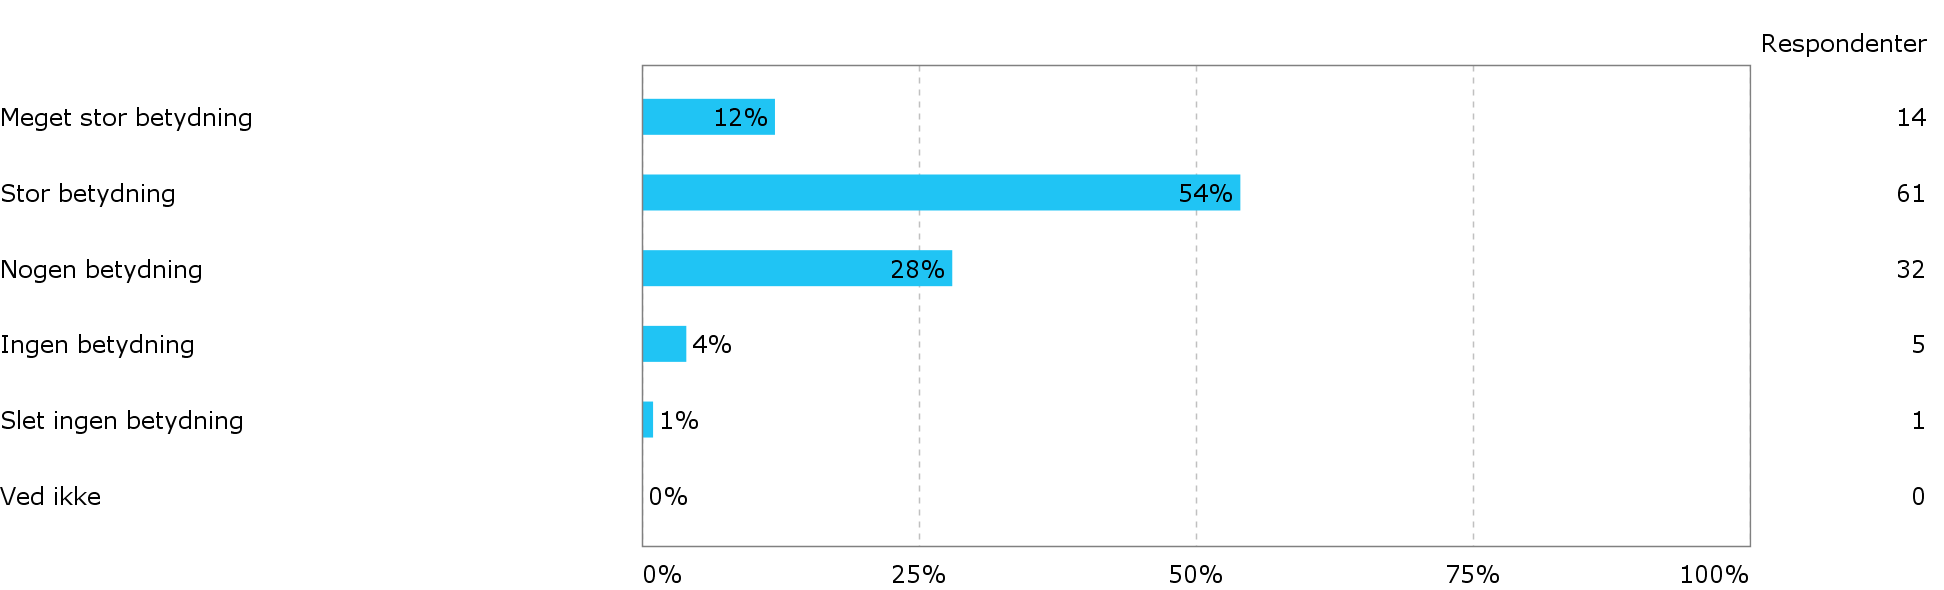 Respondenter
Meget stor betydning 12% 14
Stor betydning 54% 61
Nogen betydning 28% 32
Ingen betydning 4% 5
Slet ingen betydning 1% 1
Ved ikke 0% 0
0% 25% 50% 75% 100%